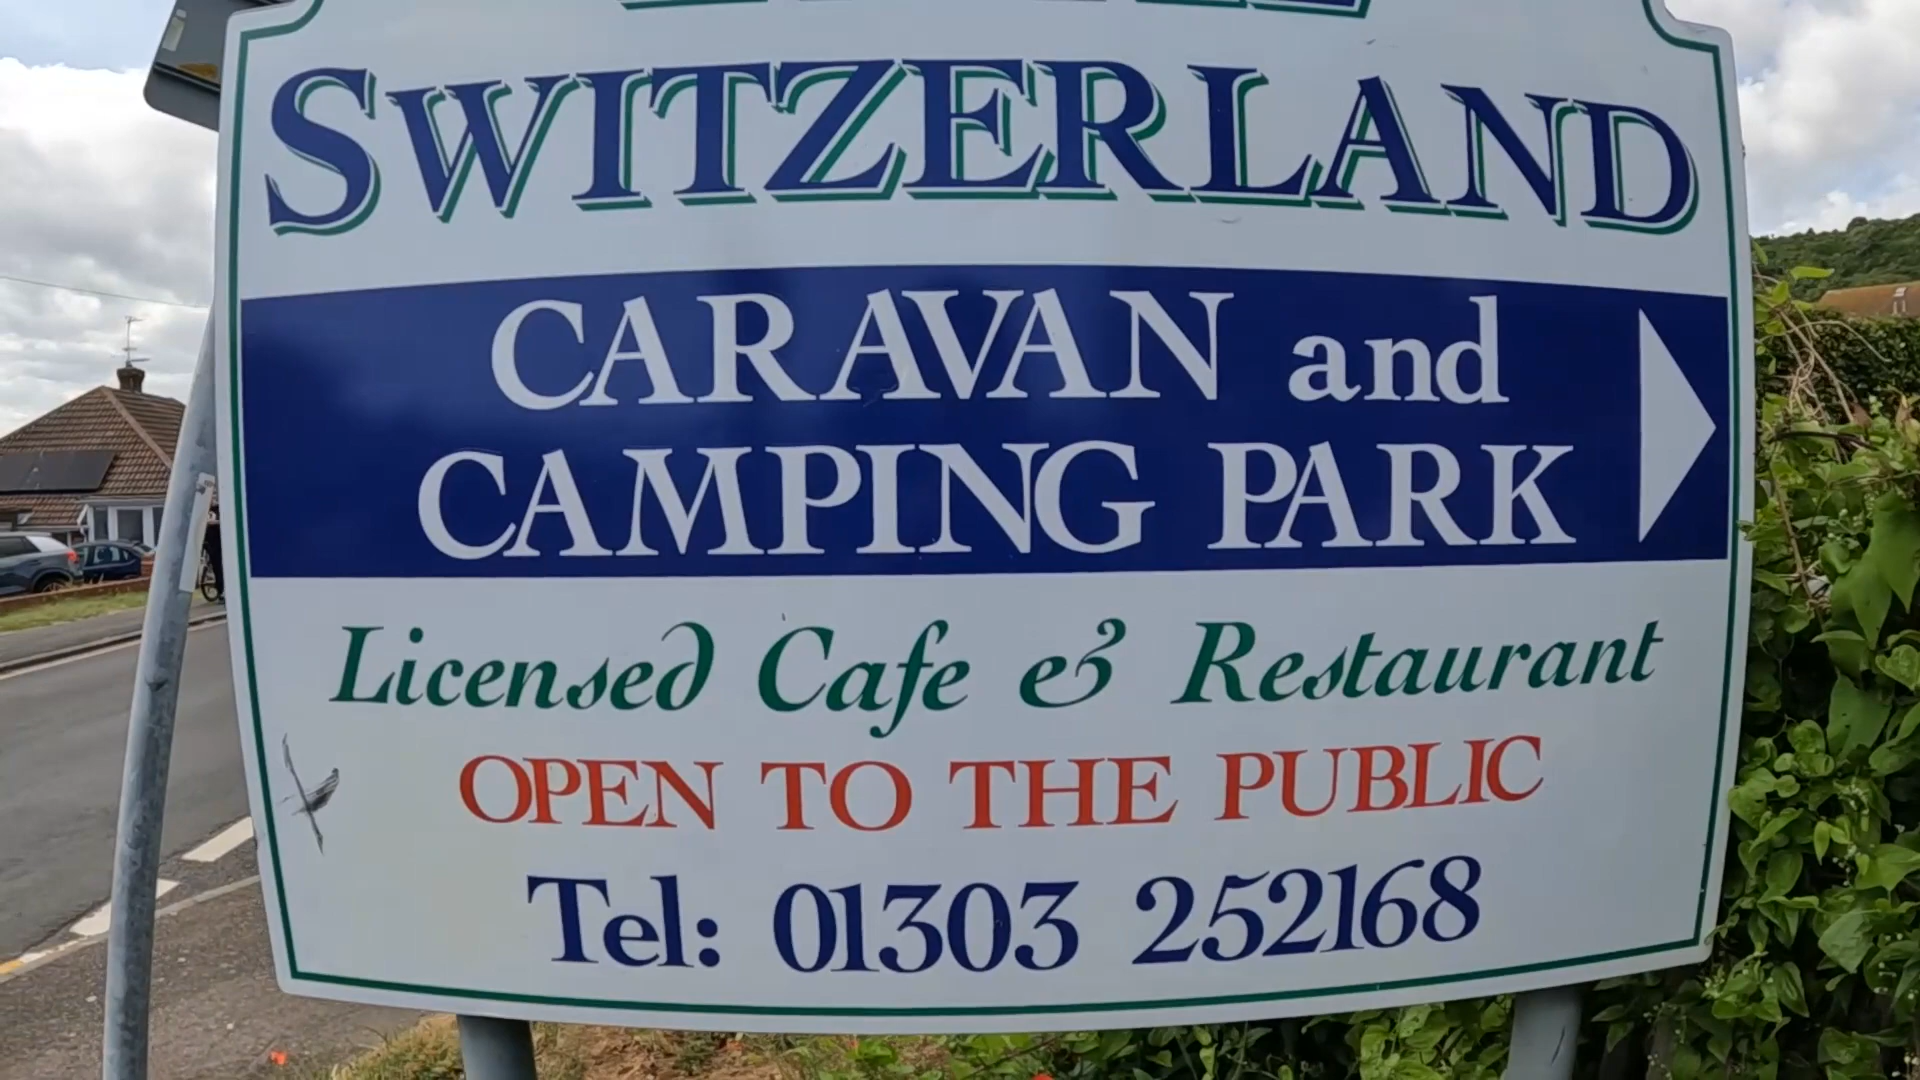 SWITZERLAND
CARAVAN and
CAMPING PARK
Licensed Cafe & Restaurant
OPEN TO THE PUBLIC
Tel: 01303 252168